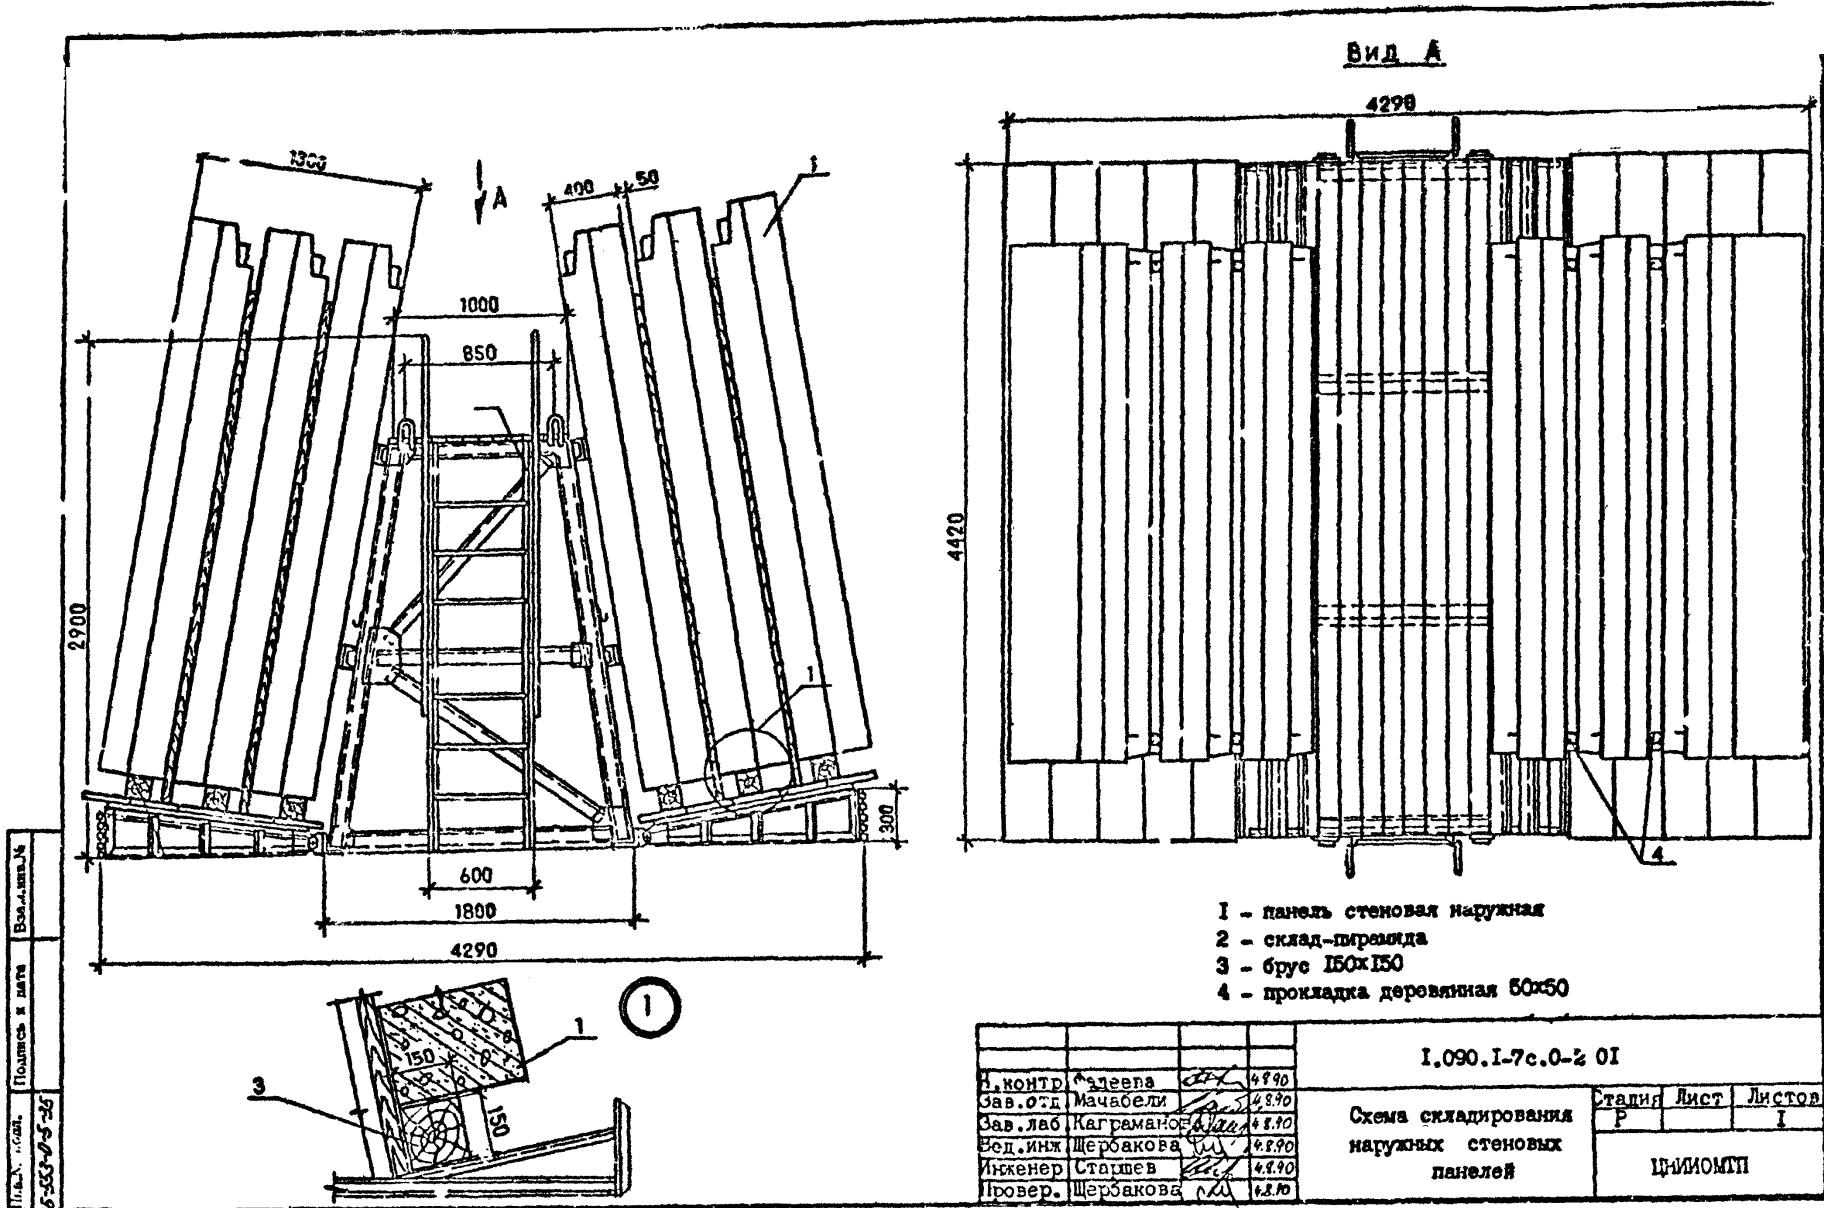 Вид А
4290
1300
А
400
50
1
1000
850
2900
4420
1
300
600
1800
4290
4
I - панель стеновая наружная
2 - склад-пирамида
3 - брус I50хI50
4 - прокладка деревянная 50х50
1
1
150
150
3
I.090.I-7с.0-2 0I
Н.контр
4.8.90
Зав.отд. Мачабели 4.8.90
Зав.лаб. Каграманов 4.8.90
Вед.инж. Щербакова 4.8.90
Инженер Старшев 4.8.90
Провер. Щербакова 4.8.90
Схема складирования
наружных стеновых
панелей
Стадия Лист Листов
Р I
ЦНИИОМТП
Взам.инв.№
Подпись и дата